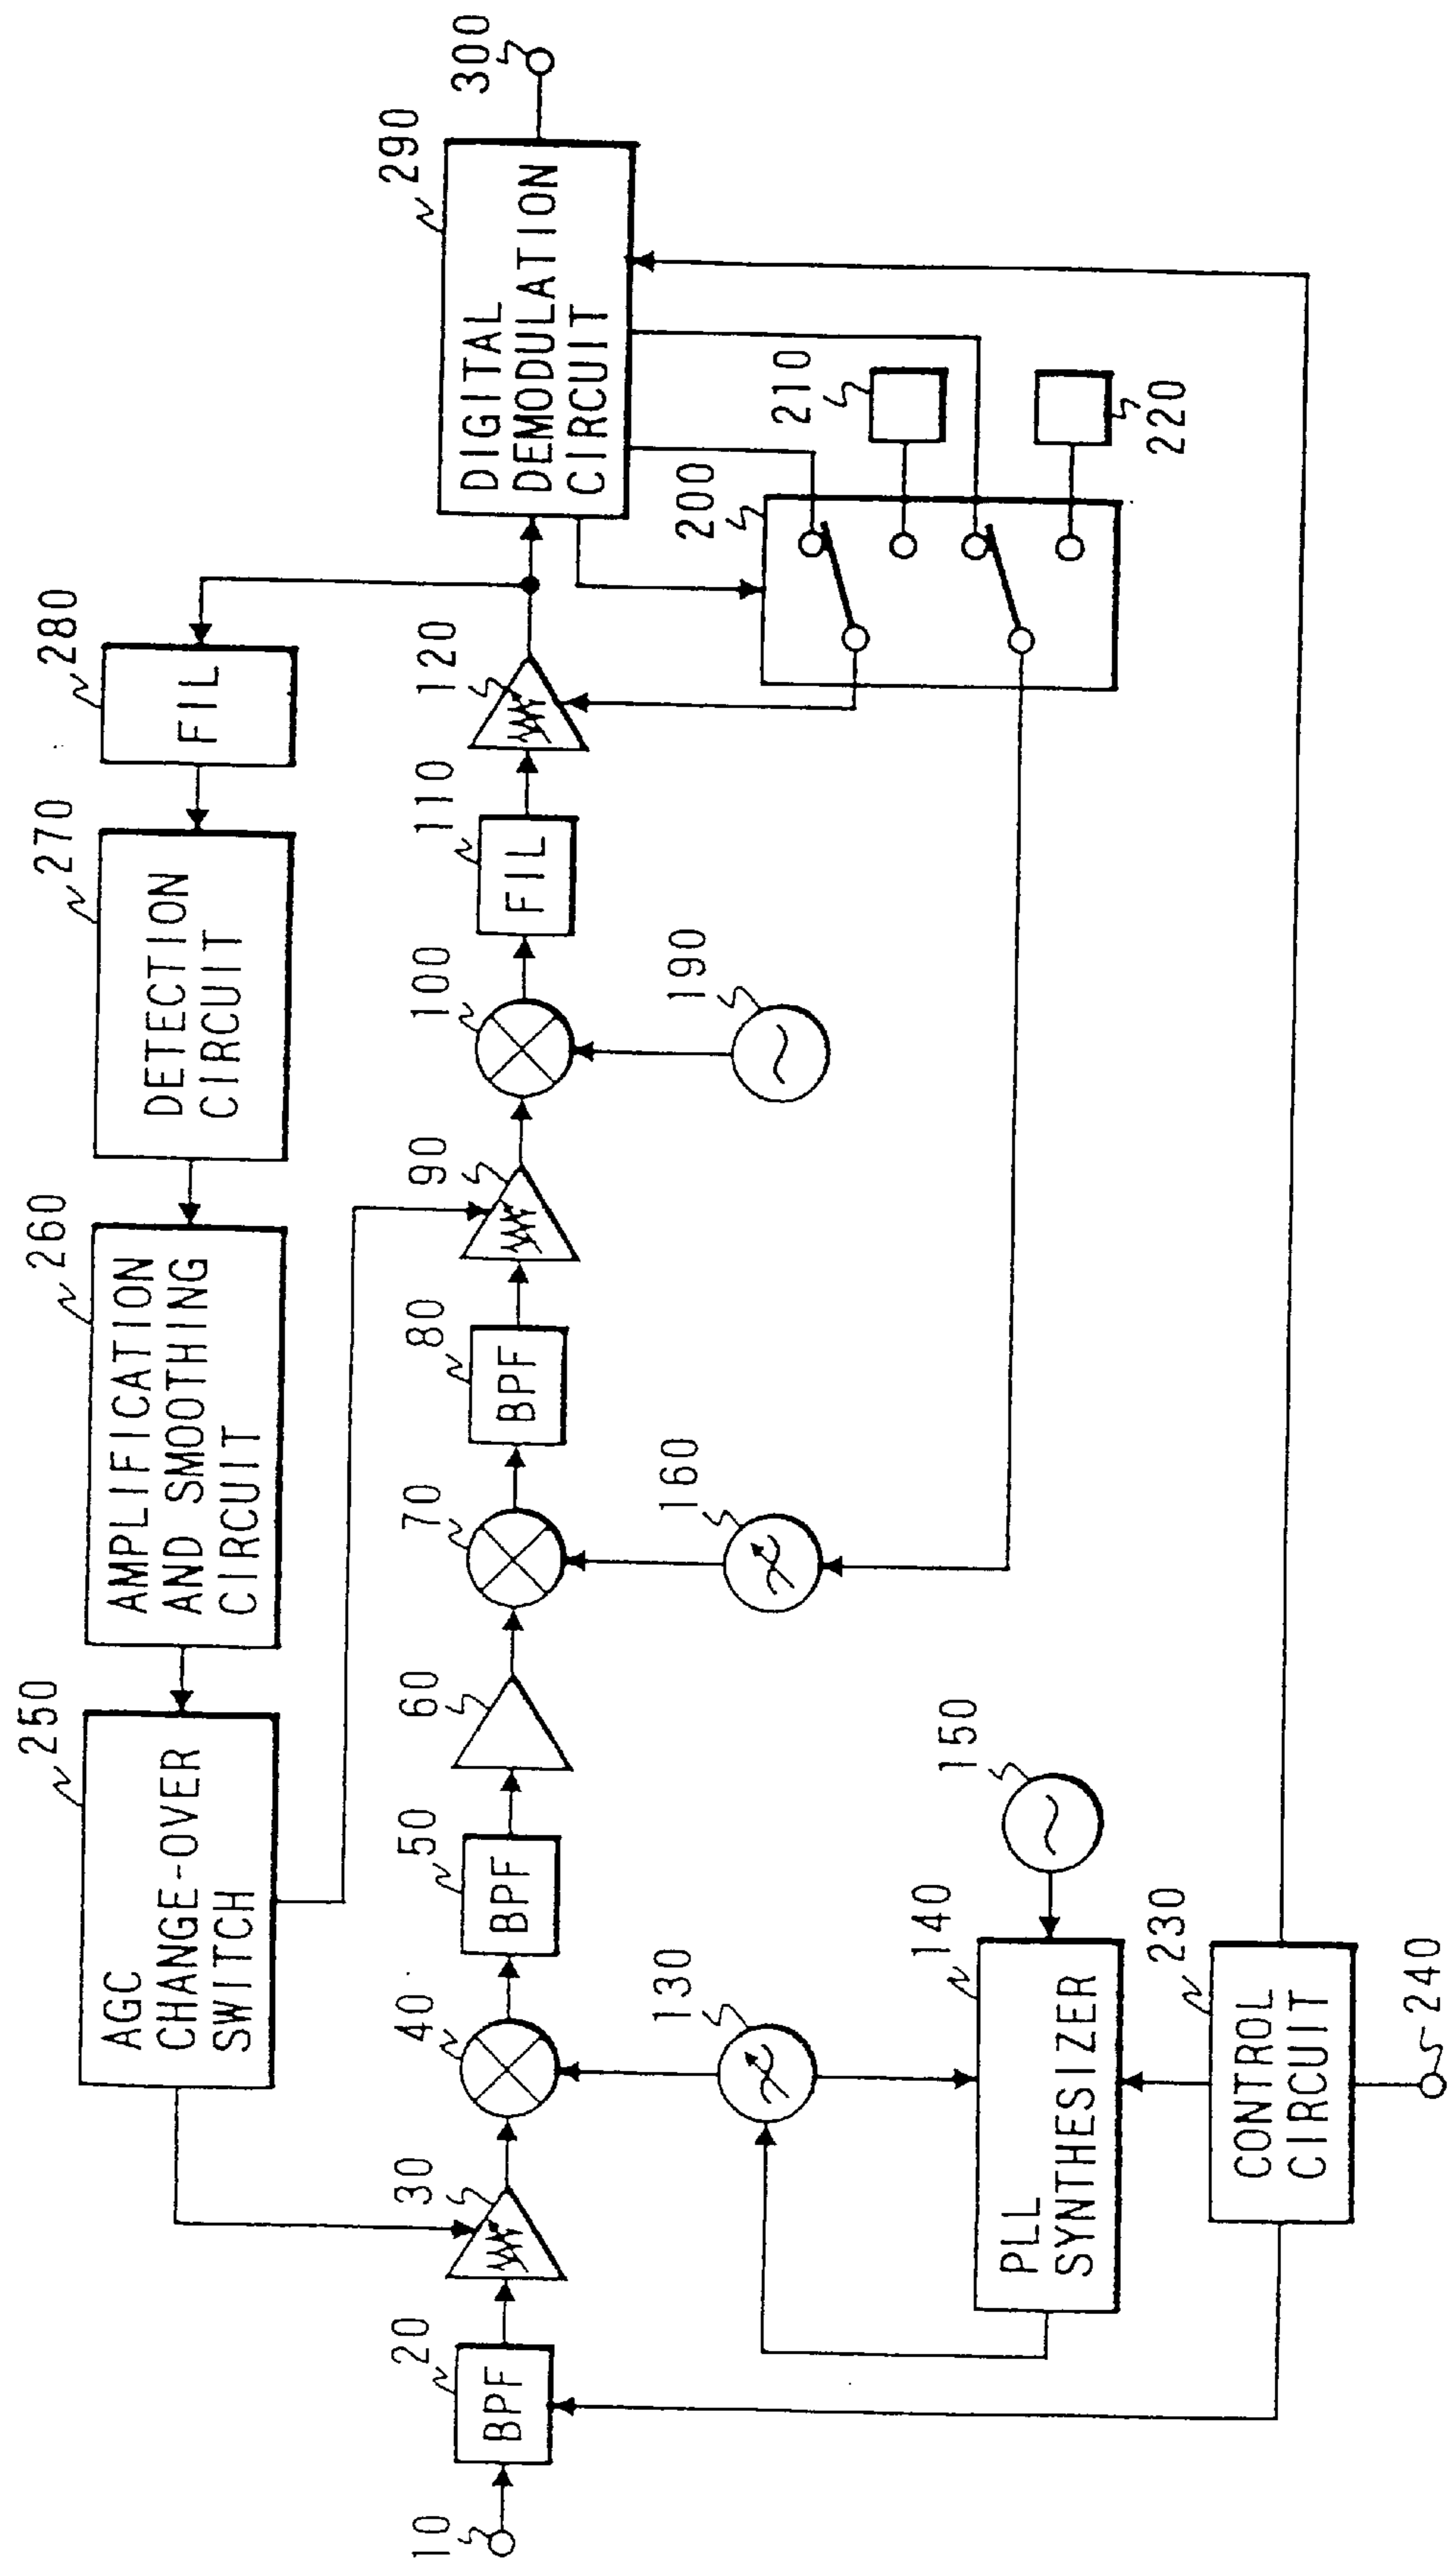 280
FIL
270
DETECTION
CIRCUIT
260
AMPLIFICATION
AND SMOOTHING
CIRCUIT
250
AGC
CHANGE-OVER
SWITCH
10
20
BPF
30
40
50
BPF
60
70
80
BPF
90
100
110
FIL
120
290
DIGITAL
DEMODULATION
CIRCUIT
300
130
160
190
200
210
220
140
PLL
SYNTHESIZER
150
230
CONTROL
CIRCUIT
240